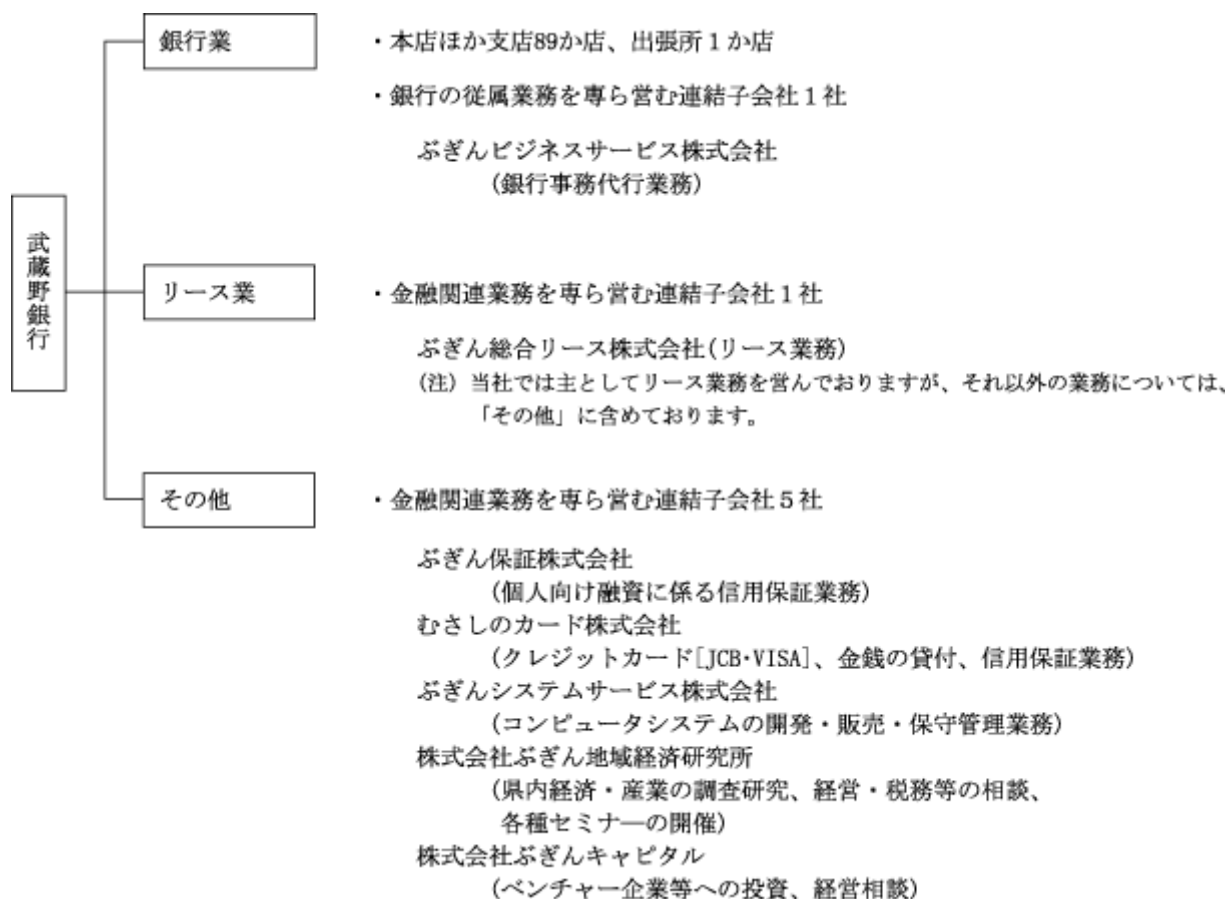 武蔵野銀行
銀行業
・本店ほか支店89か店、出張所1か店
・銀行の従属業務を専ら営む連結子会社1社
ぶぎんビジネスサービス株式会社
(銀行事務代行業務)
リース業
・金融関連業務を専ら営む連結子会社1社
ぶぎん総合リース株式会社(リース業務)
(注) 当社では主としてリース業務を営んでおりますが、それ以外の業務については、
「その他」に含めております。
その他
・金融関連業務を専ら営む連結子会社5社
ぶぎん保証株式会社
(個人向け融資に係る信用保証業務)
むさしのカード株式会社
(クレジットカード[JCB・VISA]、金銭の貸付、信用保証業務)
ぶぎんシステムサービス株式会社
(コンピュータシステムの開発・販売・保守管理業務)
株式会社ぶぎん地域経済研究所
(県内経済・産業の調査研究、経営・税務等の相談、
各種セミナ―の開催)
株式会社ぶぎんキャピタル
(ベンチャー企業等への投資、経営相談)